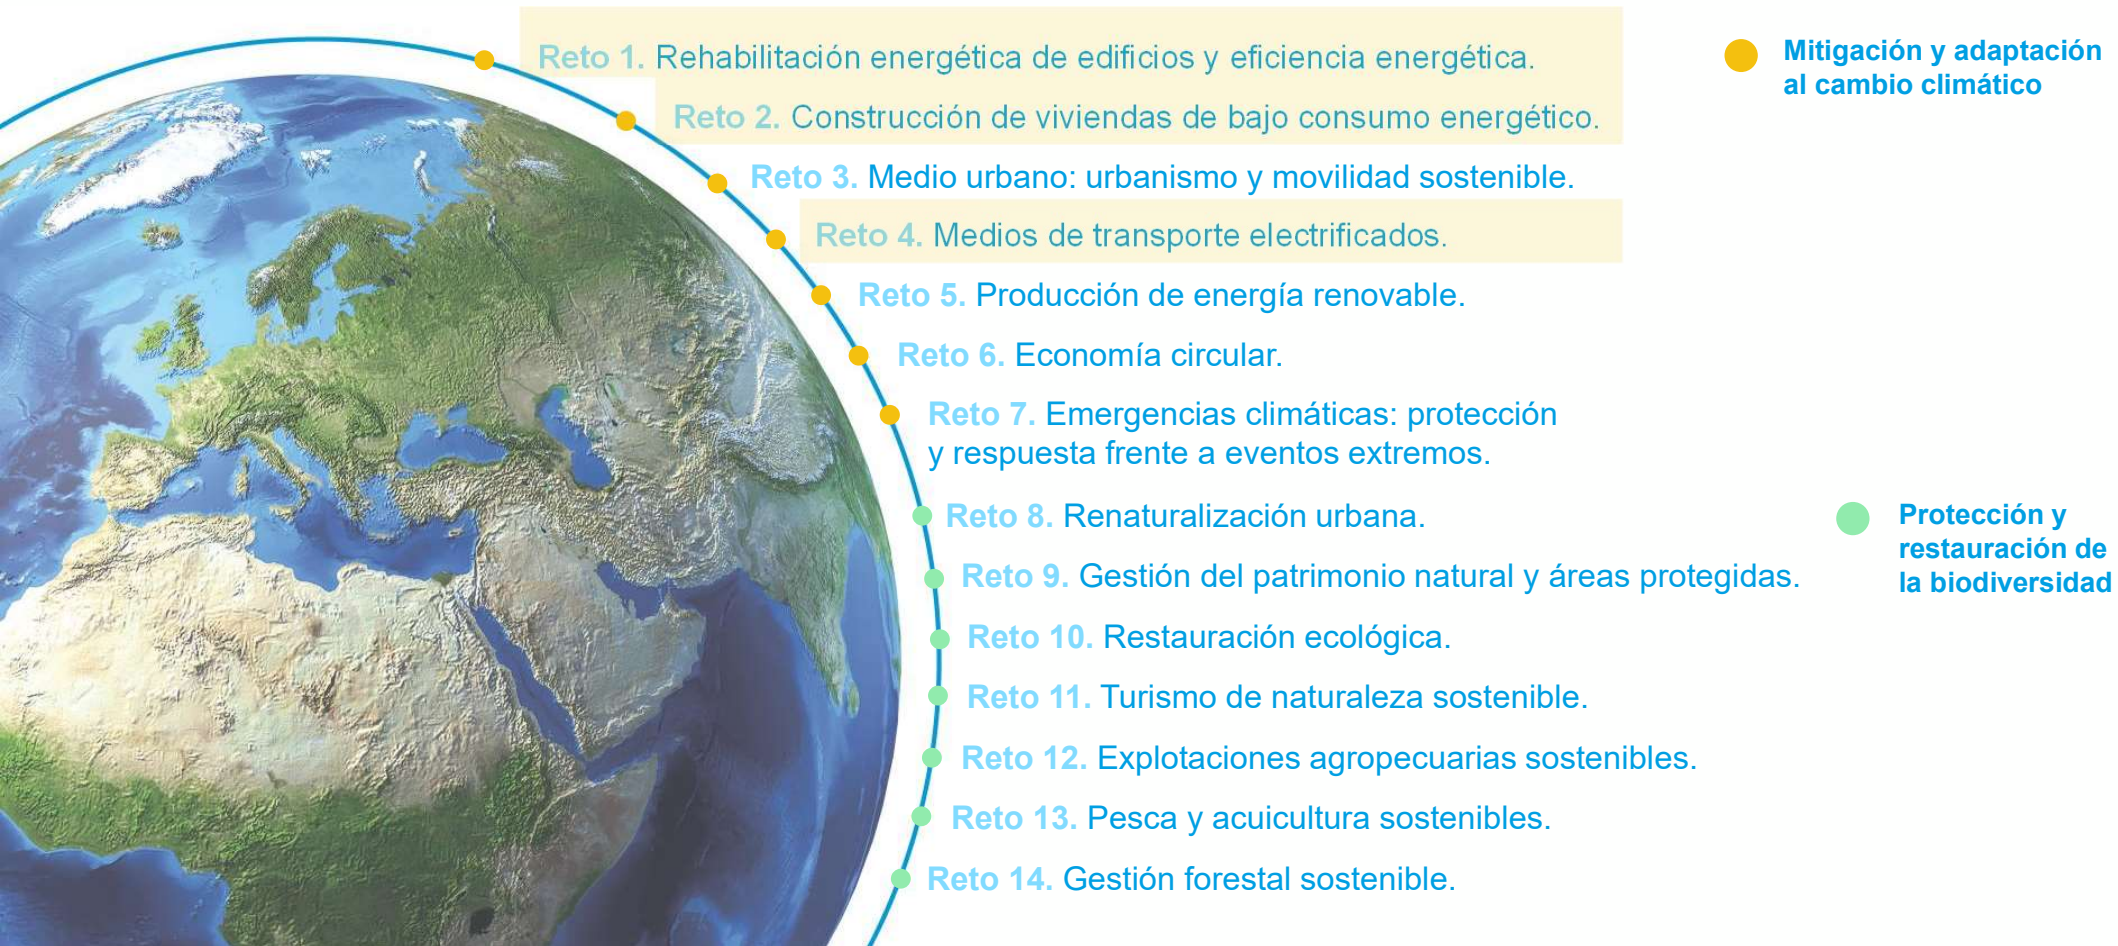 Reto 1. Rehabilitación energética de edificios y eficiencia energética.
Reto 2. Construcción de viviendas de bajo consumo energético.
Reto 3. Medio urbano: urbanismo y movilidad sostenible.
Reto 4. Medios de transporte electrificados.
Reto 5. Producción de energía renovable.
Reto 6. Economía circular.
Reto 7. Emergencias climáticas: protección
y respuesta frente a eventos extremos.
Reto 8. Renaturalización urbana.
Reto 9. Gestión del patrimonio natural y áreas protegidas.
Reto 10. Restauración ecológica.
Reto 11. Turismo de naturaleza sostenible.
Reto 12. Explotaciones agropecuarias sostenibles.
Reto 13. Pesca y acuicultura sostenibles.
Reto 14. Gestión forestal sostenible.
Mitigación y adaptación
al cambio climático
Protección y
restauración de
la biodiversidad